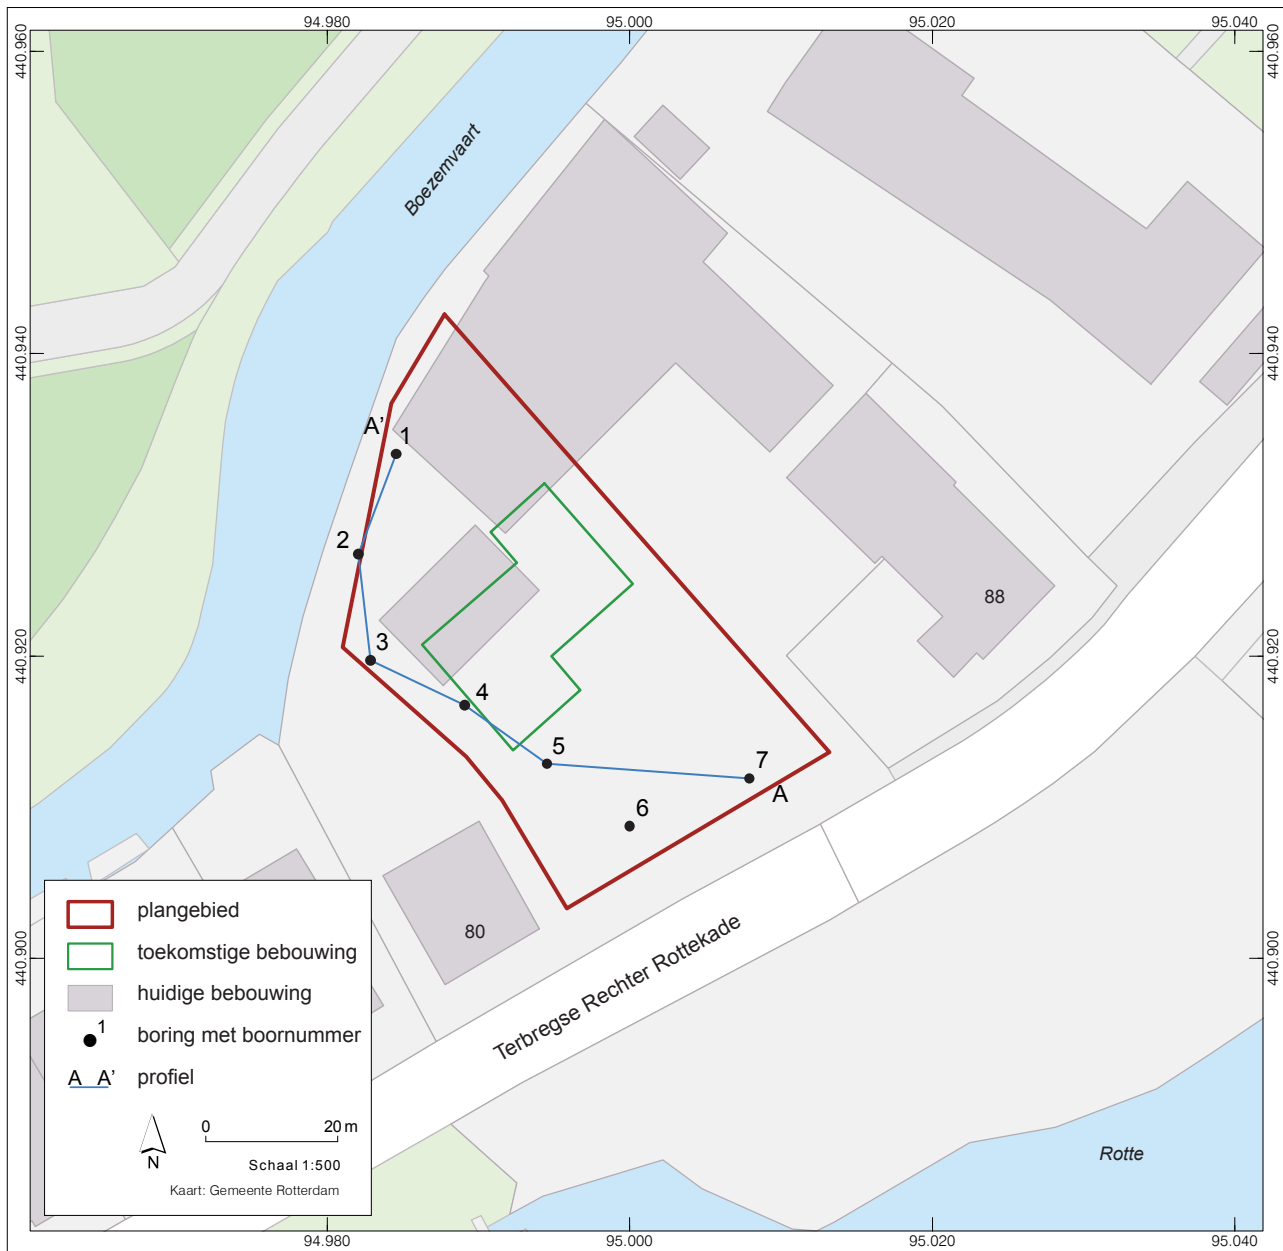 94.980 95.000 95.020 95.040
440.960 440.960
Boezemvaart
440.940 440.940
A'
1
2
88
3
440.920 440.920
4
5
7
A
6
80
Terbregse Rechter Rottekade
440.900 440.900
Rotte
plangebied
toekomstige bebouwing
huidige bebouwing
1 boring met boornummer
A A' profiel
0 20 m
N
Schaal 1:500
Kaart: Gemeente Rotterdam
94.980 95.000 95.020 95.040